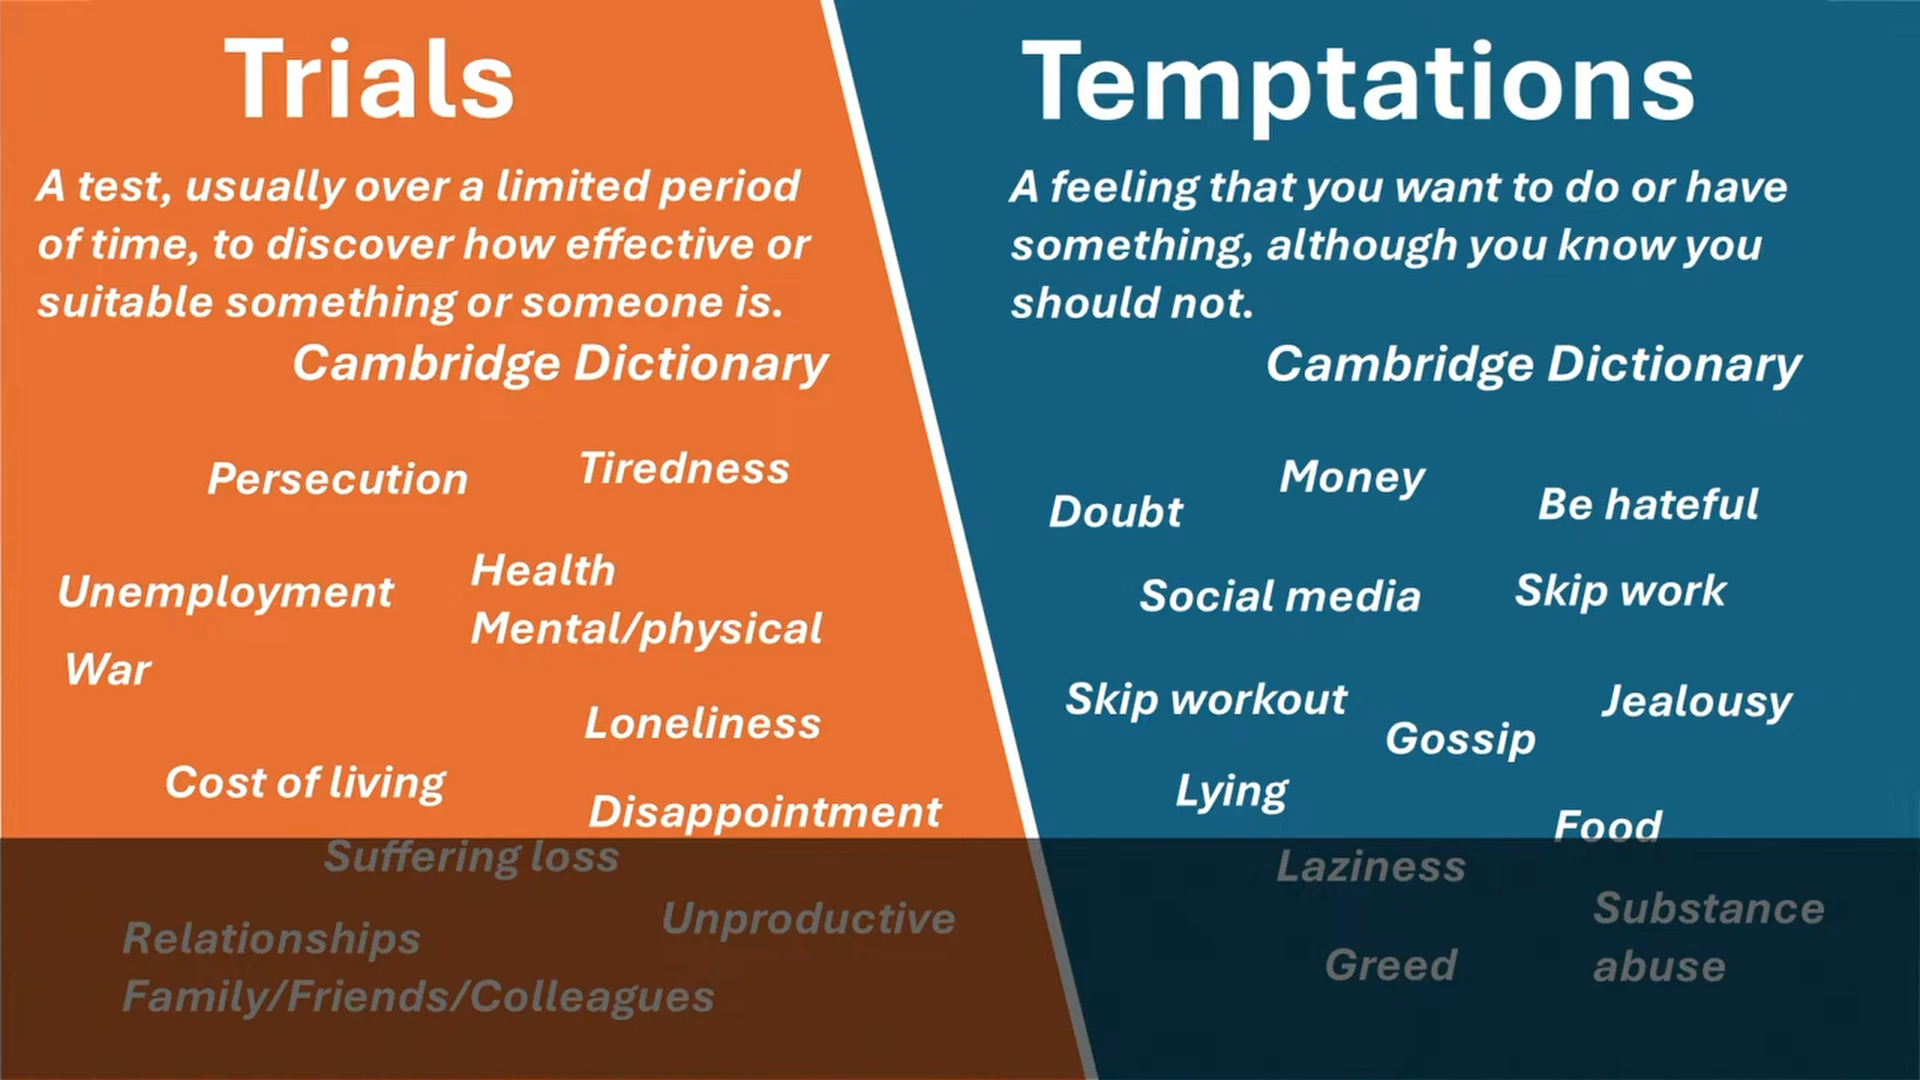 Trials
A test, usually over a limited period
of time, to discover how effective or
suitable something or someone is.
Cambridge Dictionary
Persecution
Tiredness
Unemployment
Health
Mental/physical
War
Loneliness
Cost of living
Disappointment
Suffering loss
Unproductive
Relationships
Family/Friends/Colleagues
Temptations
A feeling that you want to do or have
something, although you know you
should not.
Cambridge Dictionary
Money
Doubt
Be hateful
Social media
Skip work
Skip workout
Jealousy
Gossip
Lying
Food
Laziness
Substance
abuse
Greed